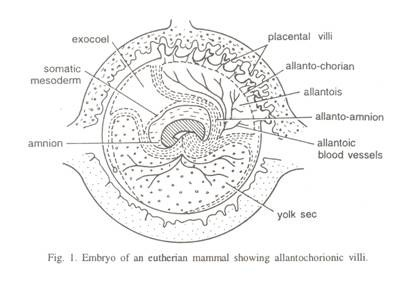 exocoel
placental villi
somatic
mesoderm
allanto-chorian
allantois
allanto-amnion
amnion
allantoic
blood vessels
yolk sec
Fig. 1. Embryo of an eutherian mammal showing allantochorionic villi.